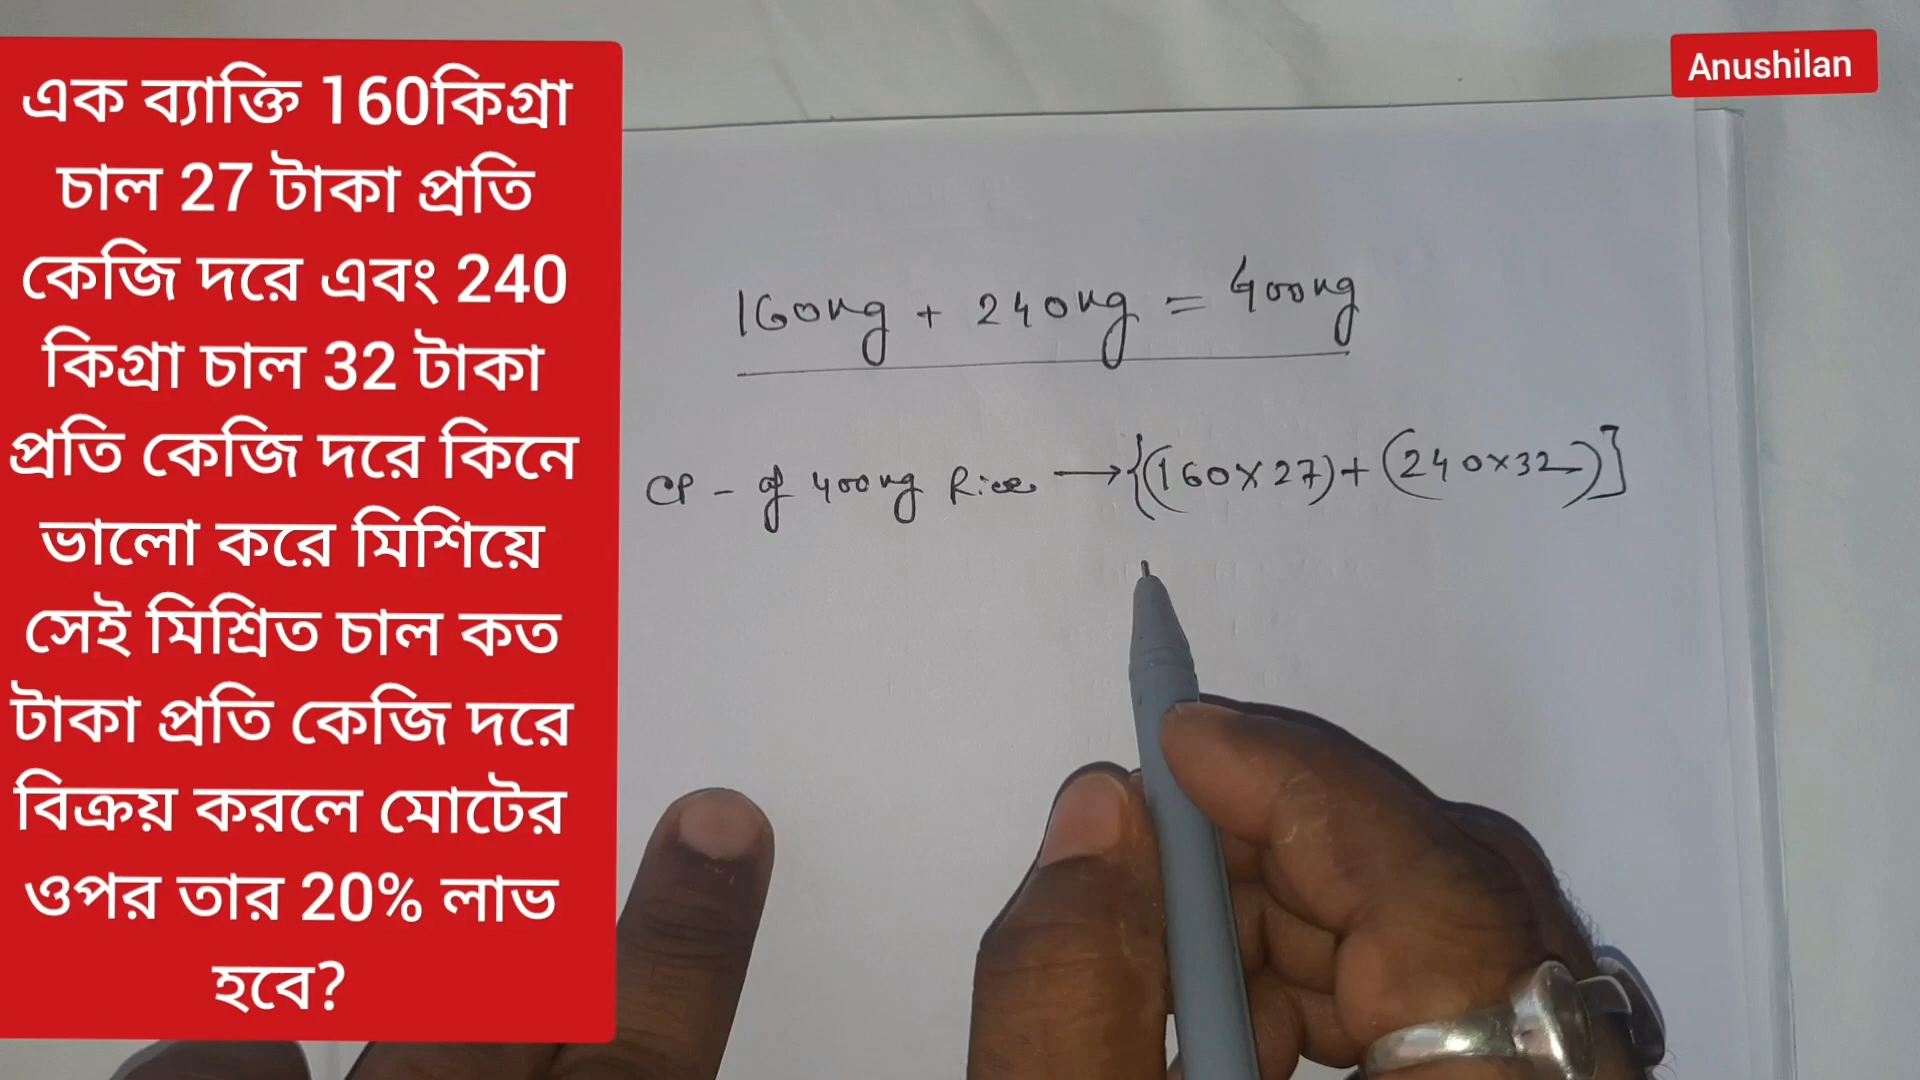 এক ব্যাক্তি 160কিগ্রা
চাল 27 টাকা প্রতি
কেজি দরে এবং 240
কিগ্রা চাল 32 টাকা
প্রতি কেজি দরে কিনে
ভালো করে মিশিয়ে
সেই মিশ্রিত চাল কত
টাকা প্রতি কেজি দরে
বিক্রয় করলে মোটের
ওপর তার 20% লাভ
হবে?
Anushilan
160kg + 240kg = 400kg
CP - of 400kg Rice → {(160×27)+(240×32)]